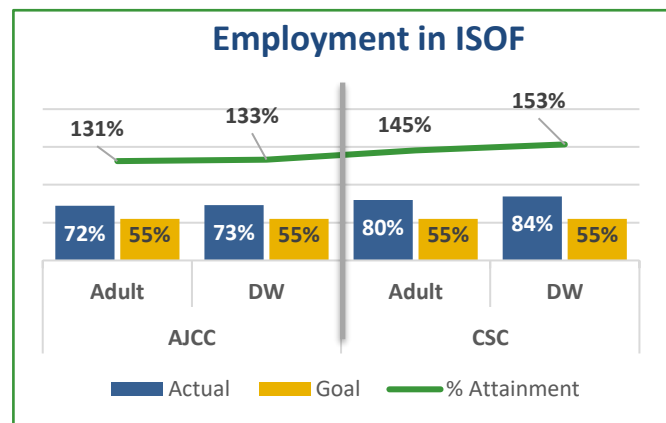 Employment in ISOF
131% 133% 145% 153%
72% 55% 73% 55% 80% 55% 84% 55%
Adult DW Adult DW
AJCC CSC
Actual Goal % Attainment